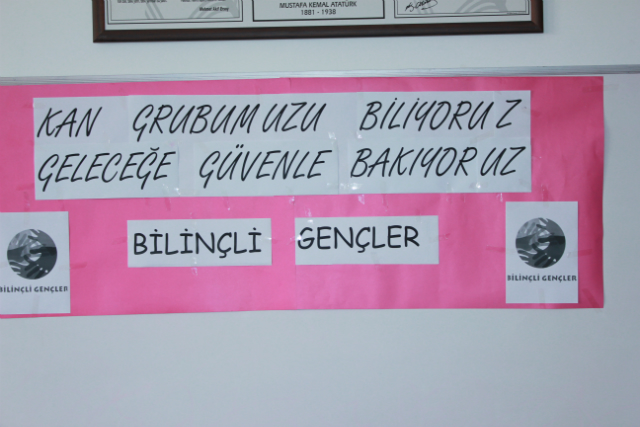 MUSTAFA KEMAL ATATÜRK
1881 - 1938
KAN GRUBUMUZU BİLİYORUZ
GELECEĞE GÜVENLE BAKIYORUZ
BİLİNÇLİ GENÇLER
BİLİNÇLİ GENÇLER
BİLİNÇLİ GENÇLER